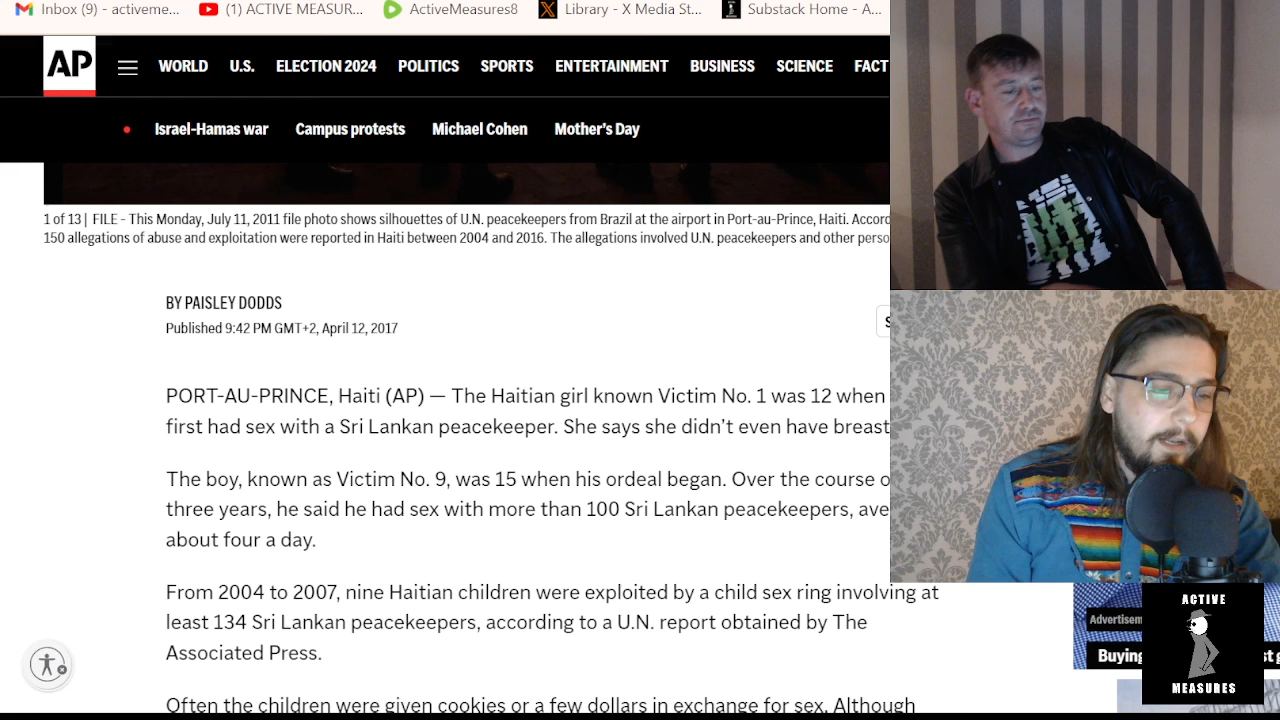 Inbox (9) - activeme...
(1) ACTIVE MEASUR...
ActiveMeasures8
Library - X Media St...
Substack Home - A...
AP
WORLD U.S. ELECTION 2024 POLITICS SPORTS ENTERTAINMENT BUSINESS SCIENCE FACT
Israel-Hamas war Campus protests Michael Cohen Mother's Day
1 of 13 | FILE - This Monday, July 11, 2011 file photo shows silhouettes of U.N. peacekeepers from Brazil at the airport in Port-au-Prince, Haiti. Accord
150 allegations of abuse and exploitation were reported in Haiti between 2004 and 2016. The allegations involved U.N. peacekeepers and other perso
BY PAISLEY DODDS
Published 9:42 PM GMT+2, April 12, 2017
PORT-AU-PRINCE, Haiti (AP) — The Haitian girl known Victim No. 1 was 12 when
first had sex with a Sri Lankan peacekeeper. She says she didn't even have breast
The boy, known as Victim No. 9, was 15 when his ordeal began. Over the course o
three years, he said he had sex with more than 100 Sri Lankan peacekeepers, ave
about four a day.
From 2004 to 2007, nine Haitian children were exploited by a child sex ring involving at
least 134 Sri Lankan peacekeepers, according to a U.N. report obtained by The
Associated Press.
Often the children were given cookies or a few dollars in exchange for sex. Although
Advertisem
Buying
st g
ACTIVE
MEASURES